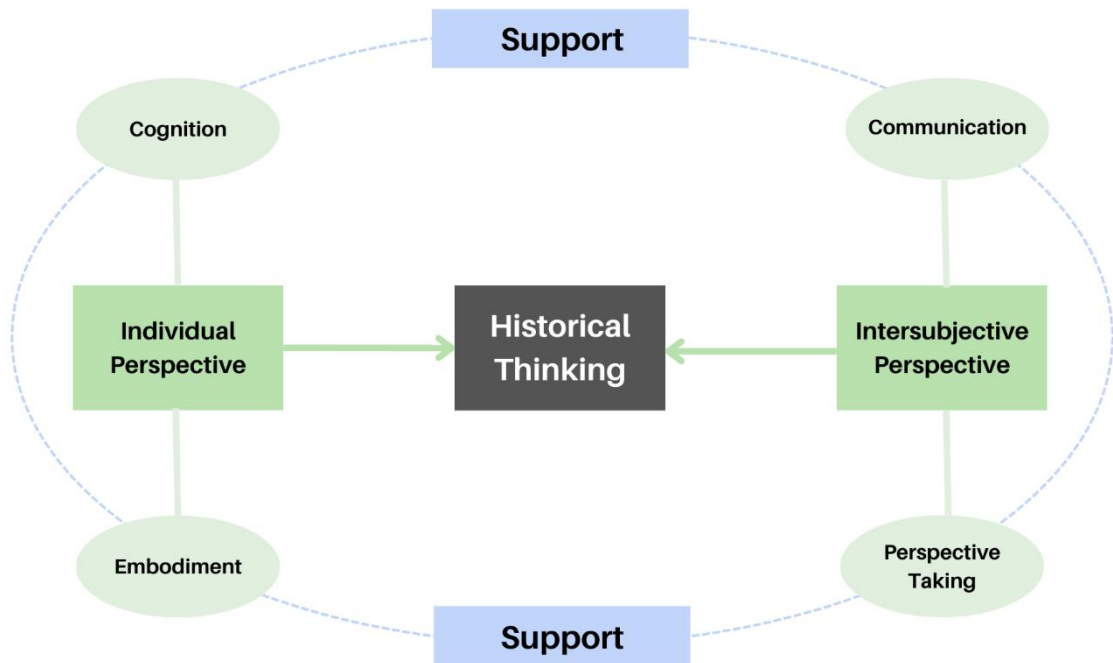 Support
Cognition
Communication
Individual
Perspective
Historical
Thinking
Intersubjective
Perspective
Embodiment
Perspective
Taking
Support